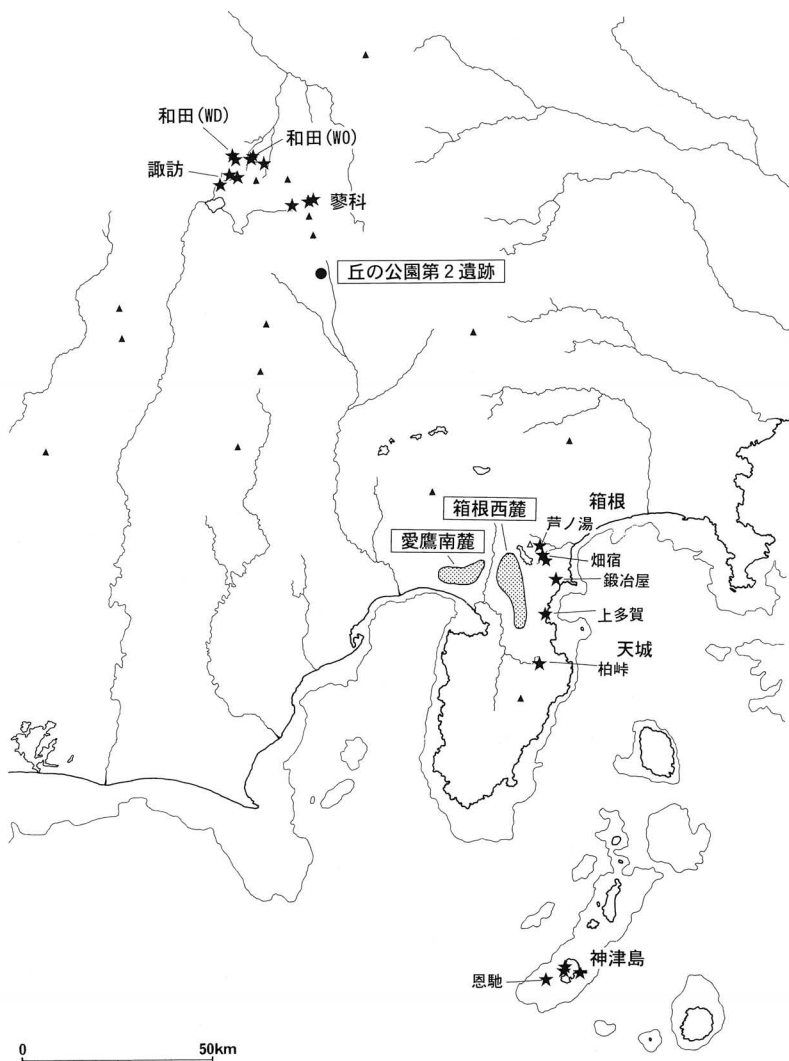 和田(WD)
和田(WO)
諏訪
蓼科
丘の公園第2遺跡
箱根西麓
箱根
芦ノ湯
愛鷹南麓
畑宿
鍛冶屋
上多賀
天城
柏峠
神津島
恩馳
0
50km